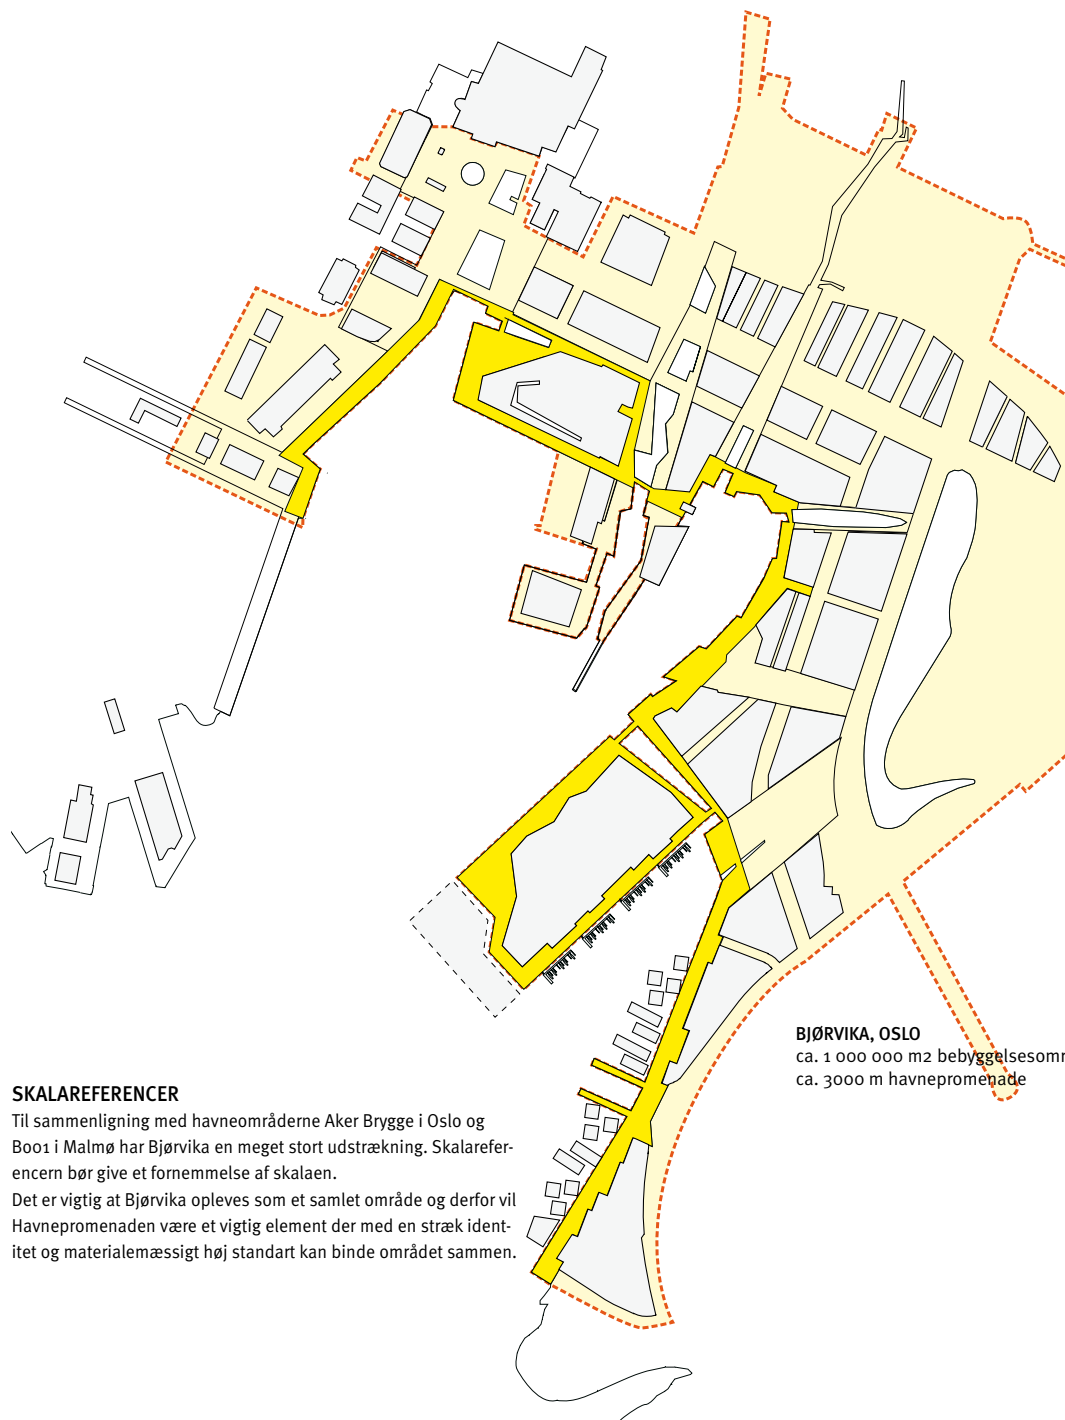 BJØRVIKA, OSLO
ca. 1 000 000 m2 bebyggelsesomr
ca. 3000 m havnepromenade
SKALAREFERENCER
Til sammenligning med havneområderne Aker Brygge i Oslo og
Boo1 i Malmø har Bjørvika en meget stort udstrækning. Skalarefer-
encern bør give et fornemmelse af skalaen.
Det er vigtig at Bjørvika opleves som et samlet område og derfor vil
Havnepromenaden være et vigtig element der med en stræk ident-
itet og materialemæssigt høj standart kan binde området sammen.